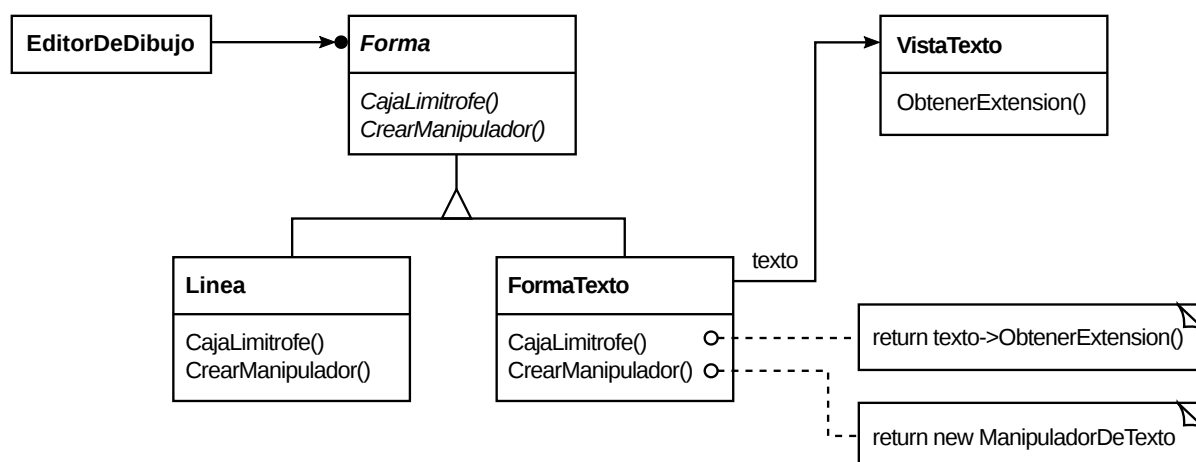 EditorDeDibujo
Forma
CajaLimitrofe()
CrearManipulador()
VistaTexto
ObtenerExtension()
Linea
CajaLimitrofe()
CrearManipulador()
FormaTexto
CajaLimitrofe()
CrearManipulador()
texto
return texto->ObtenerExtension()
return new ManipuladorDeTexto